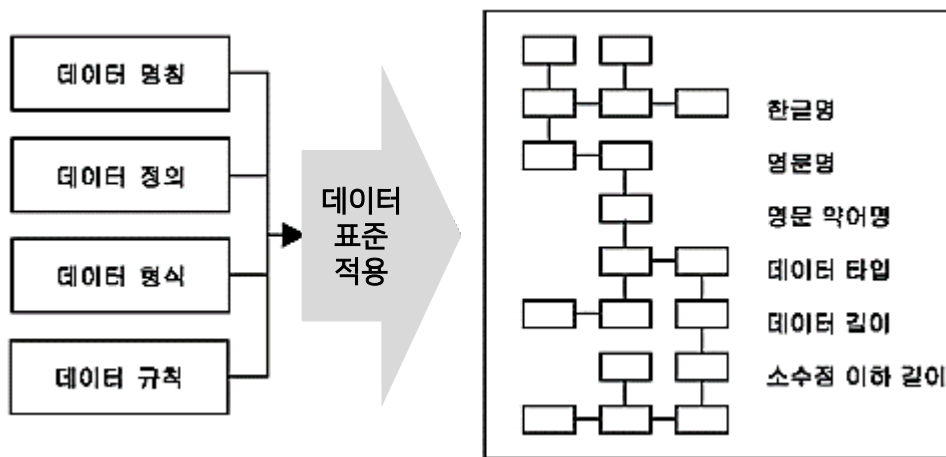 데이터 명칭
데이터 정의
데이터 형식
데이터 규칙
데이터
표준
적용
한글명
영문명
영문 약어명
데이터 타입
데이터 길이
소수점 이하 길이